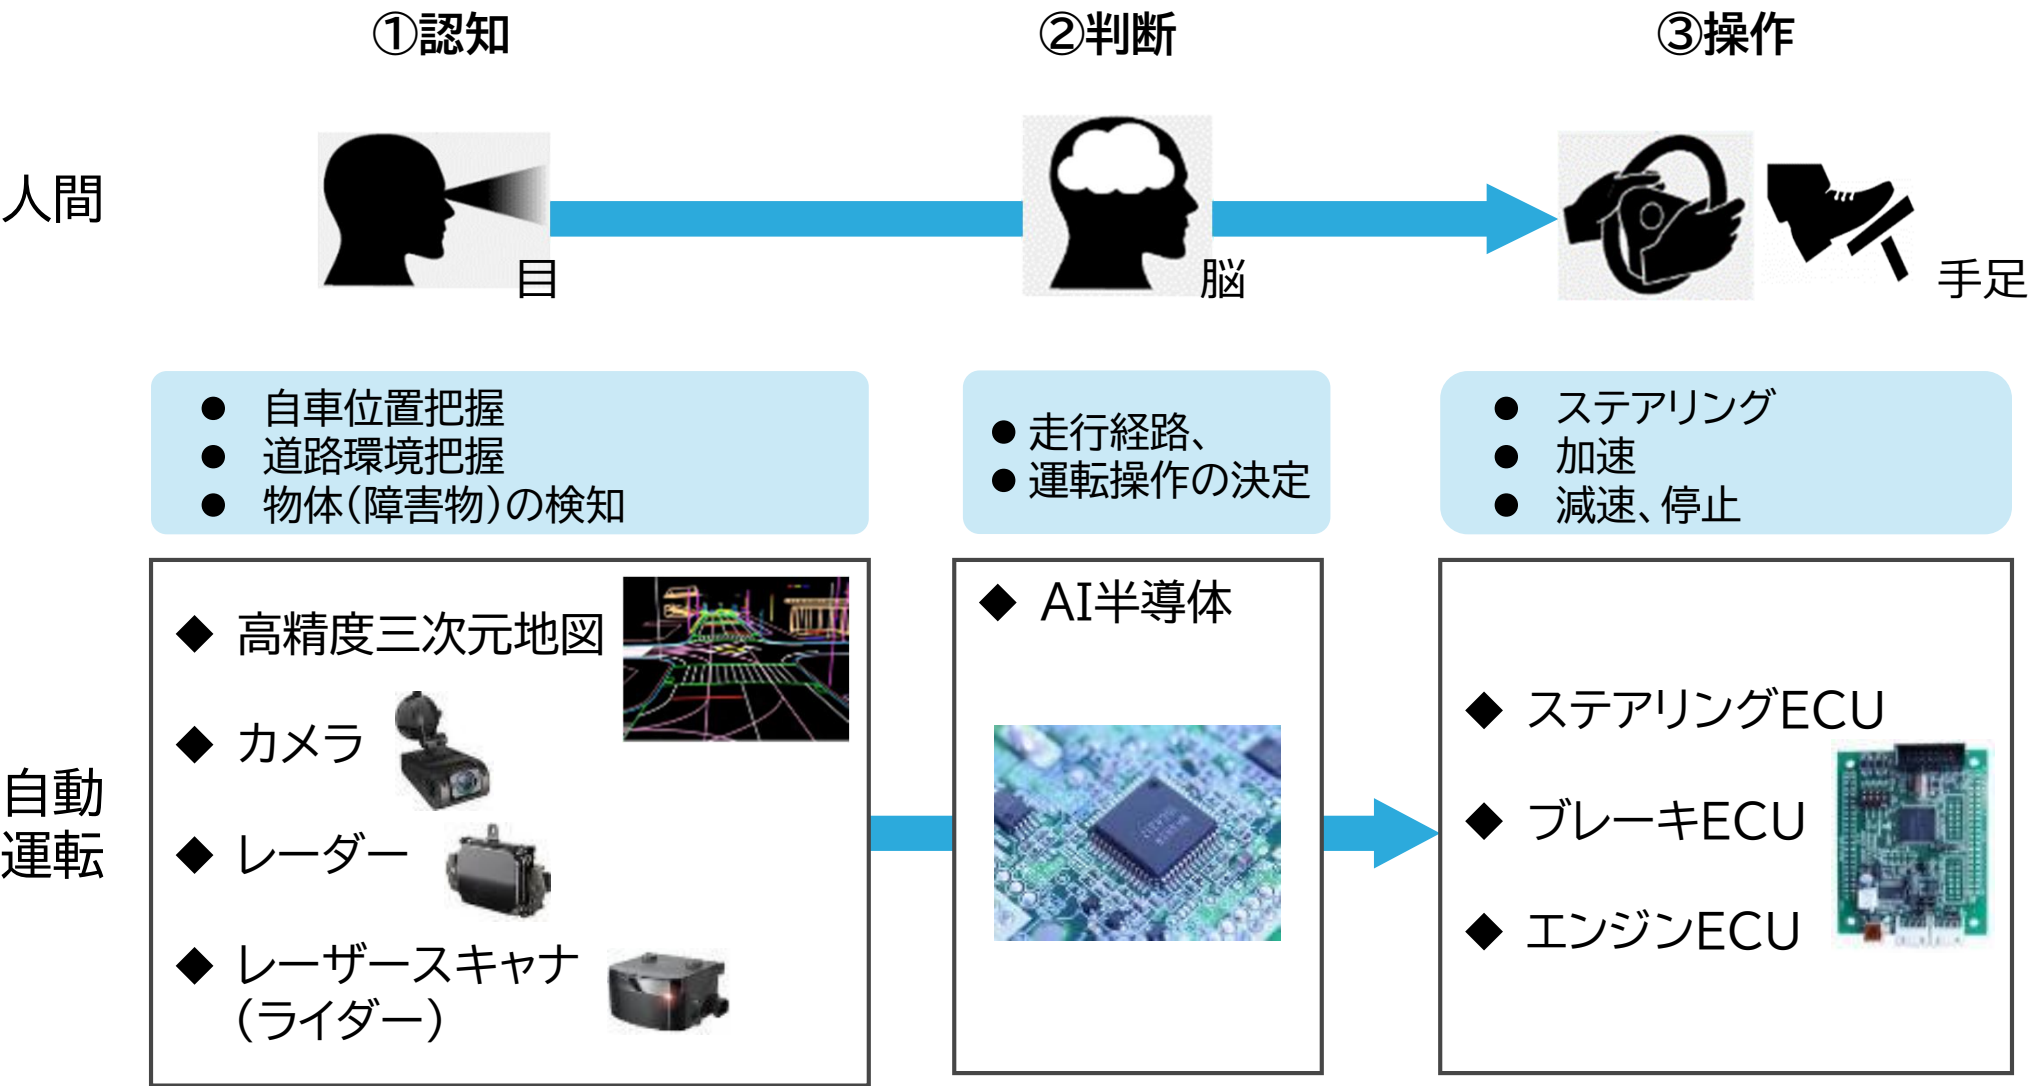 ①認知
②判断
③操作
人間
目
脳
手足
● 自車位置把握
● 道路環境把握
● 物体(障害物)の検知
● 走行経路、
● 運転操作の決定
● ステアリング
● 加速
● 減速、停止
自動
運転
◆ 高精度三次元地図
◆ カメラ
◆ レーダー
◆ レーザースキャナ
(ライダー)
◆ AI半導体
◆ ステアリングECU
◆ ブレーキECU
◆ エンジンECU